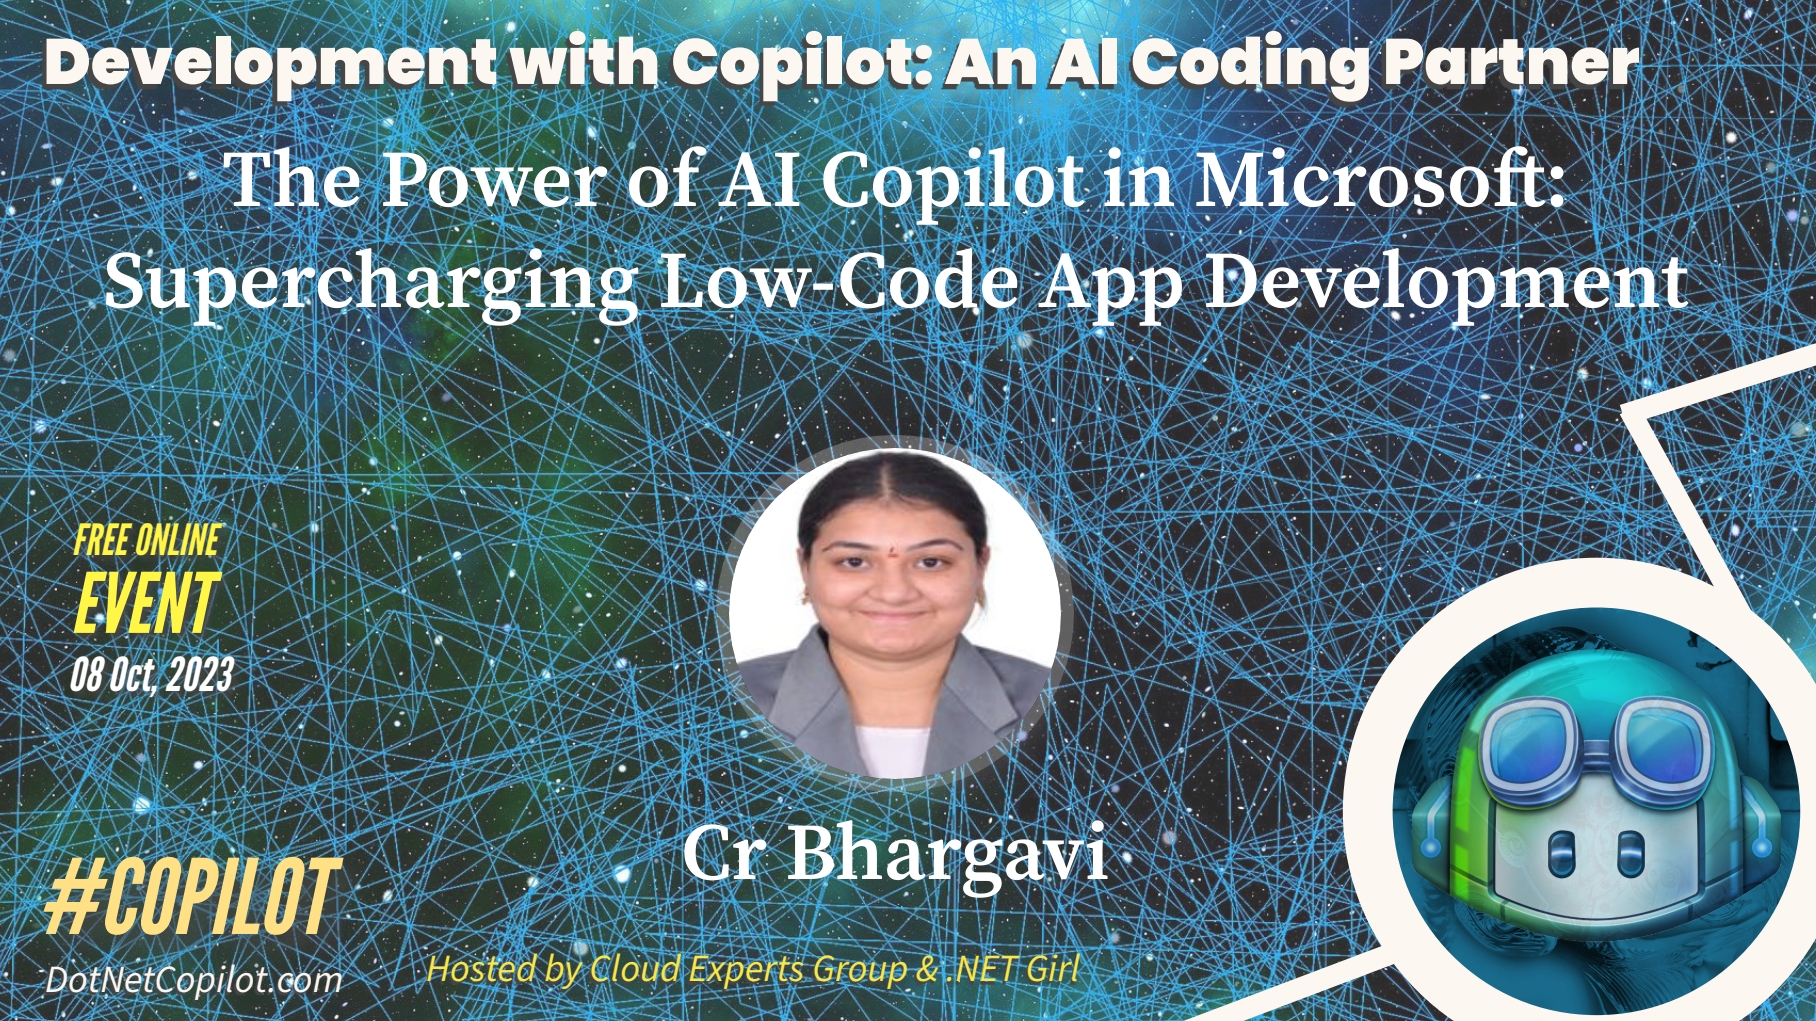 Development with Copilot: An AI Coding Partner
The Power of AI Copilot in Microsoft:
Supercharging Low-Code App Development
FREE ONLINE
EVENT
08 Oct, 2023
Cr Bhargavi
#COPILOT
DotNetCopilot.com
Hosted by Cloud Experts Group & .NET Girl